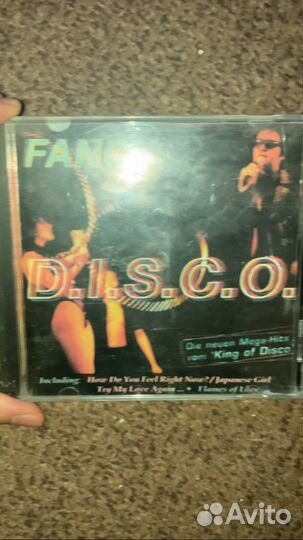 D.I.S.C.O.
Die neuen Mega-Hits
vom 'King of Disco'
Including: How Do You Feel Right Now? / Japanese Girl
Try My Love Again ... • Flames of Love
Avito